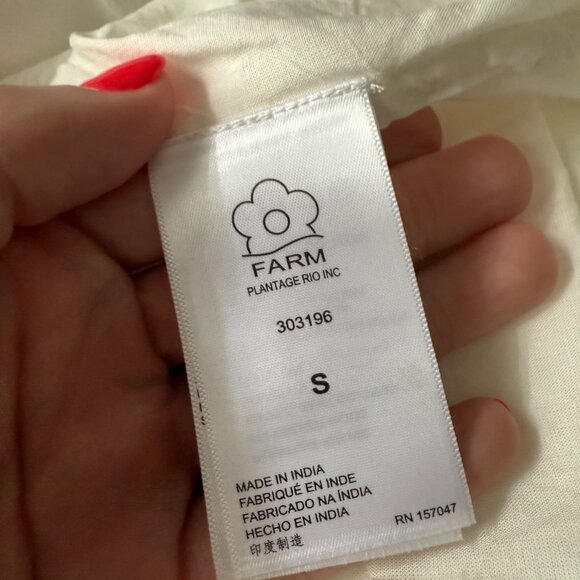 FARM
PLANTAGE RIO INC
303196
S
MADE IN INDIA
FABRIQUÉ EN INDE
FABRICADO NA ÍNDIA
HECHO EN INDIA
印度制造
RN 157047